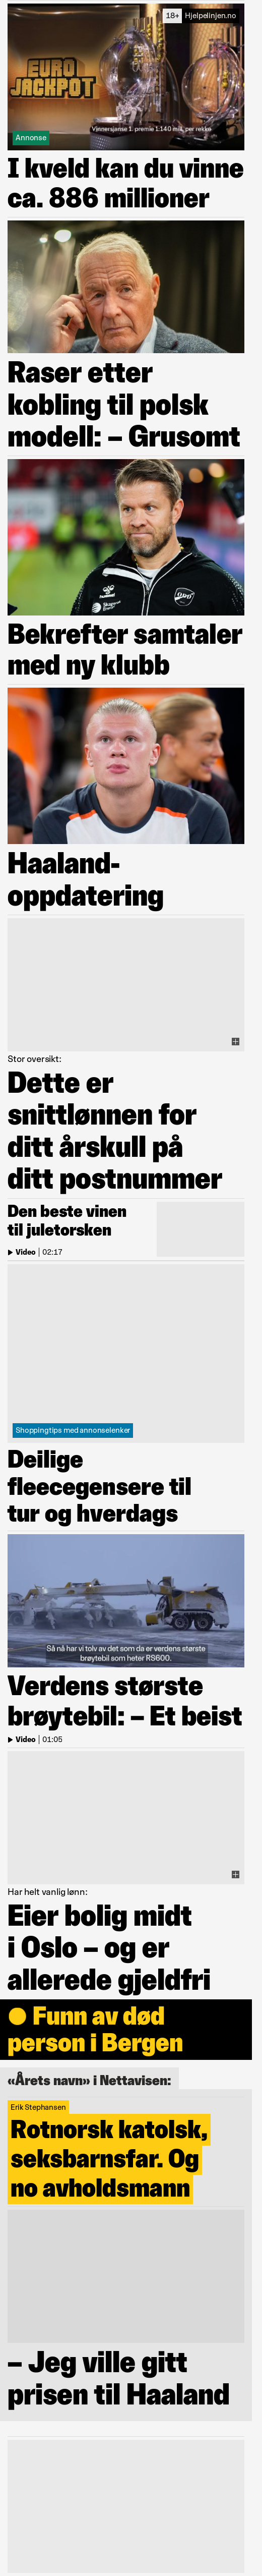 18+ Hjelpelinjen.no
EURO
JACKPOT
Vinnersjanse 1. premie 1:140 mill. per rekke
Annonse
I kveld kan du vinne
ca. 886 millioner
Raser etter
kobling til polsk
modell: – Grusomt
Bekrefter samtaler
med ny klubb
Haaland-
oppdatering
Stor oversikt:
Dette er
snittlønnen for
ditt årskull på
ditt postnummer
Den beste vinen
til juletorsken
Video | 02:17
Shoppingtips med annonselenker
Deilige
fleecegensere til
tur og hverdags
Så nå har vi tolv av det som da er verdens største
brøytebil som heter RS600.
Verdens største
brøytebil: – Et beist
Video | 01:05
Har helt vanlig lønn:
Eier bolig midt
i Oslo – og er
allerede gjeldfri
Funn av død
person i Bergen
«Årets navn» i Nettavisen:
Erik Stephansen
Rotnorsk katolsk,
seksbarnsfar. Og
no avholdsmann
– Jeg ville gitt
prisen til Haaland